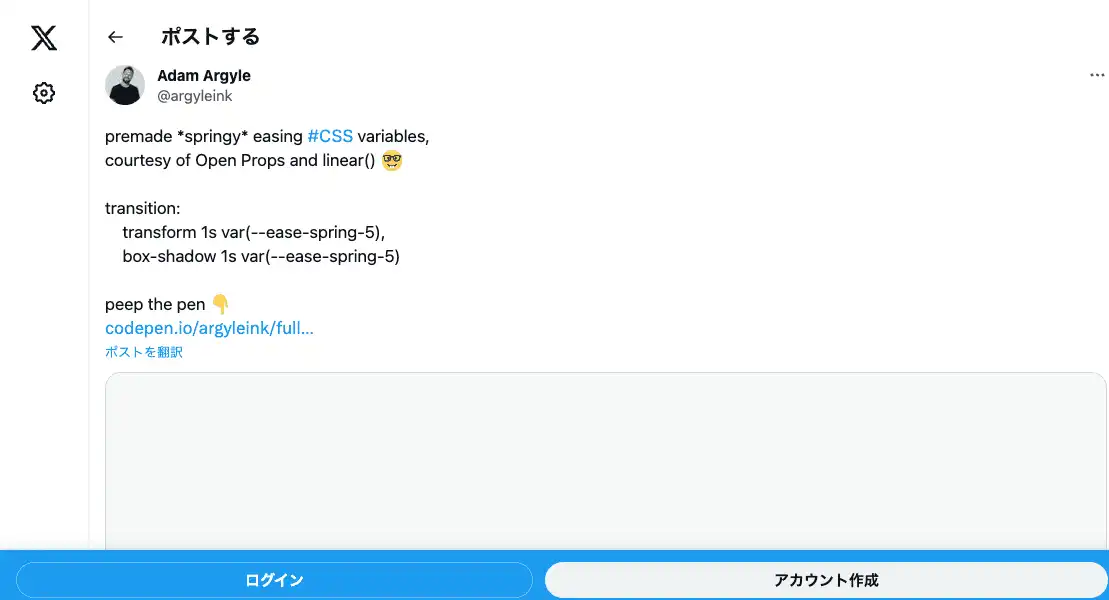 ポストする
Adam Argyle
@argyleink
premade *springy* easing #CSS variables,
courtesy of Open Props and linear() 🤓
transition:
transform 1s var(--ease-spring-5),
box-shadow 1s var(--ease-spring-5)
peep the pen 👇
codepen.io/argyleink/full…
ポストを翻訳
ログイン
アカウント作成